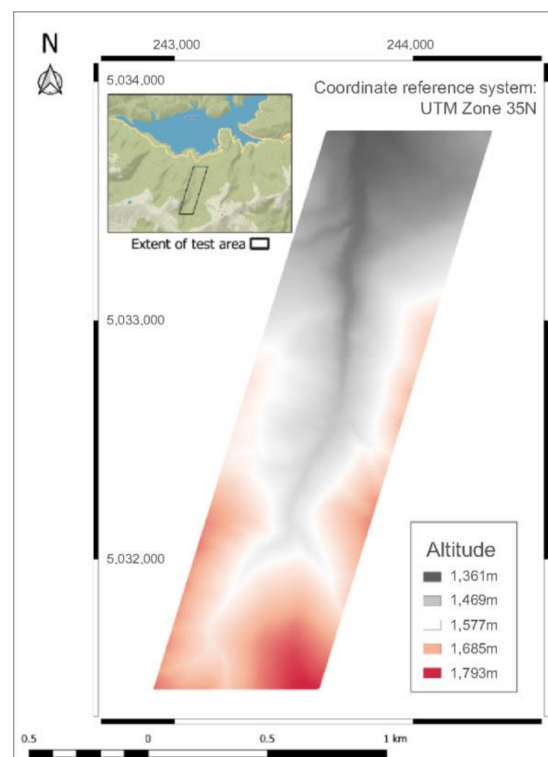 N
243,000
244,000
5,034,000
Coordinate reference system:
UTM Zone 35N
Extent of test area
5,033,000
5,032,000
Altitude
1,361m
1,469m
1,577m
1,685m
1,793m
0.5
0
0.5
1 km